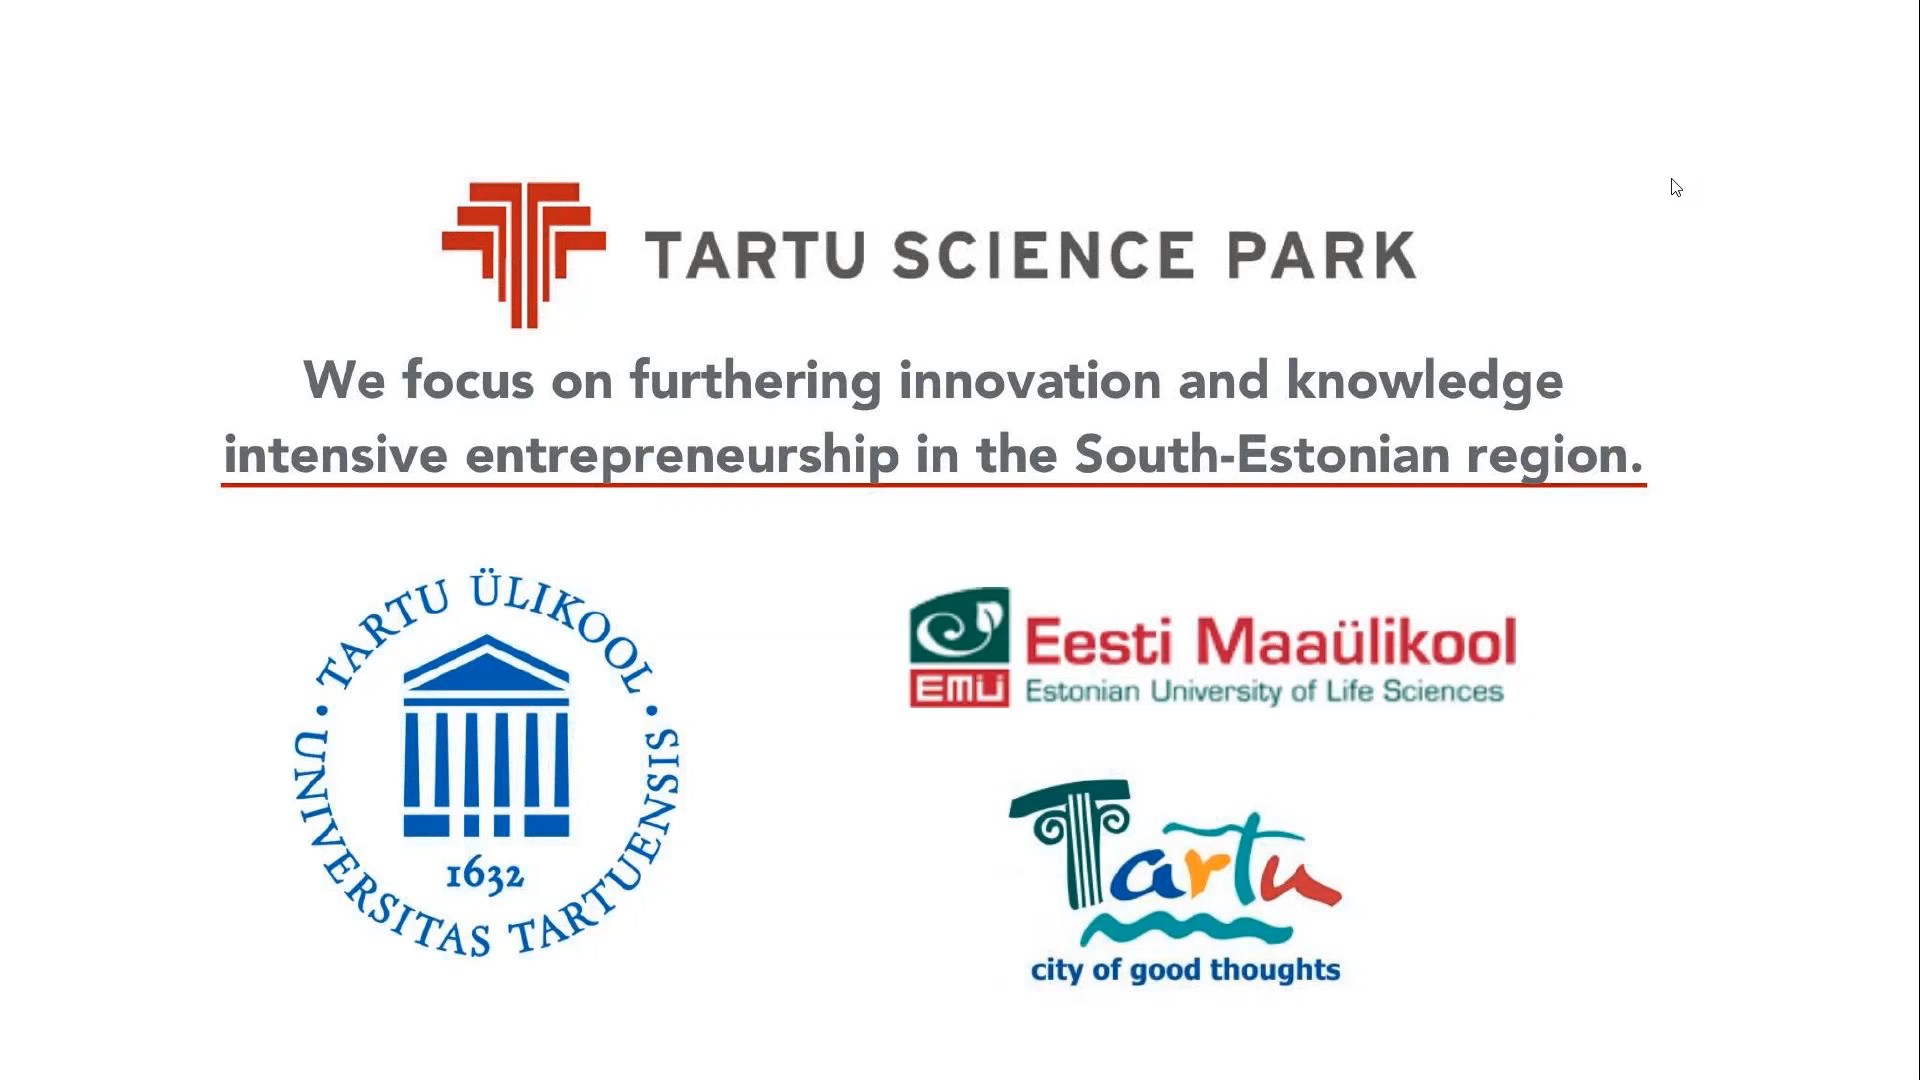 TARTU SCIENCE PARK
We focus on furthering innovation and knowledge
intensive entrepreneurship in the South-Estonian region.
TARTU ÜLIKOOL
1632
UNIVERSITAS TARTUENSIS
Eesti Maaülikool
EMÜ
Estonian University of Life Sciences
Tartu
city of good thoughts